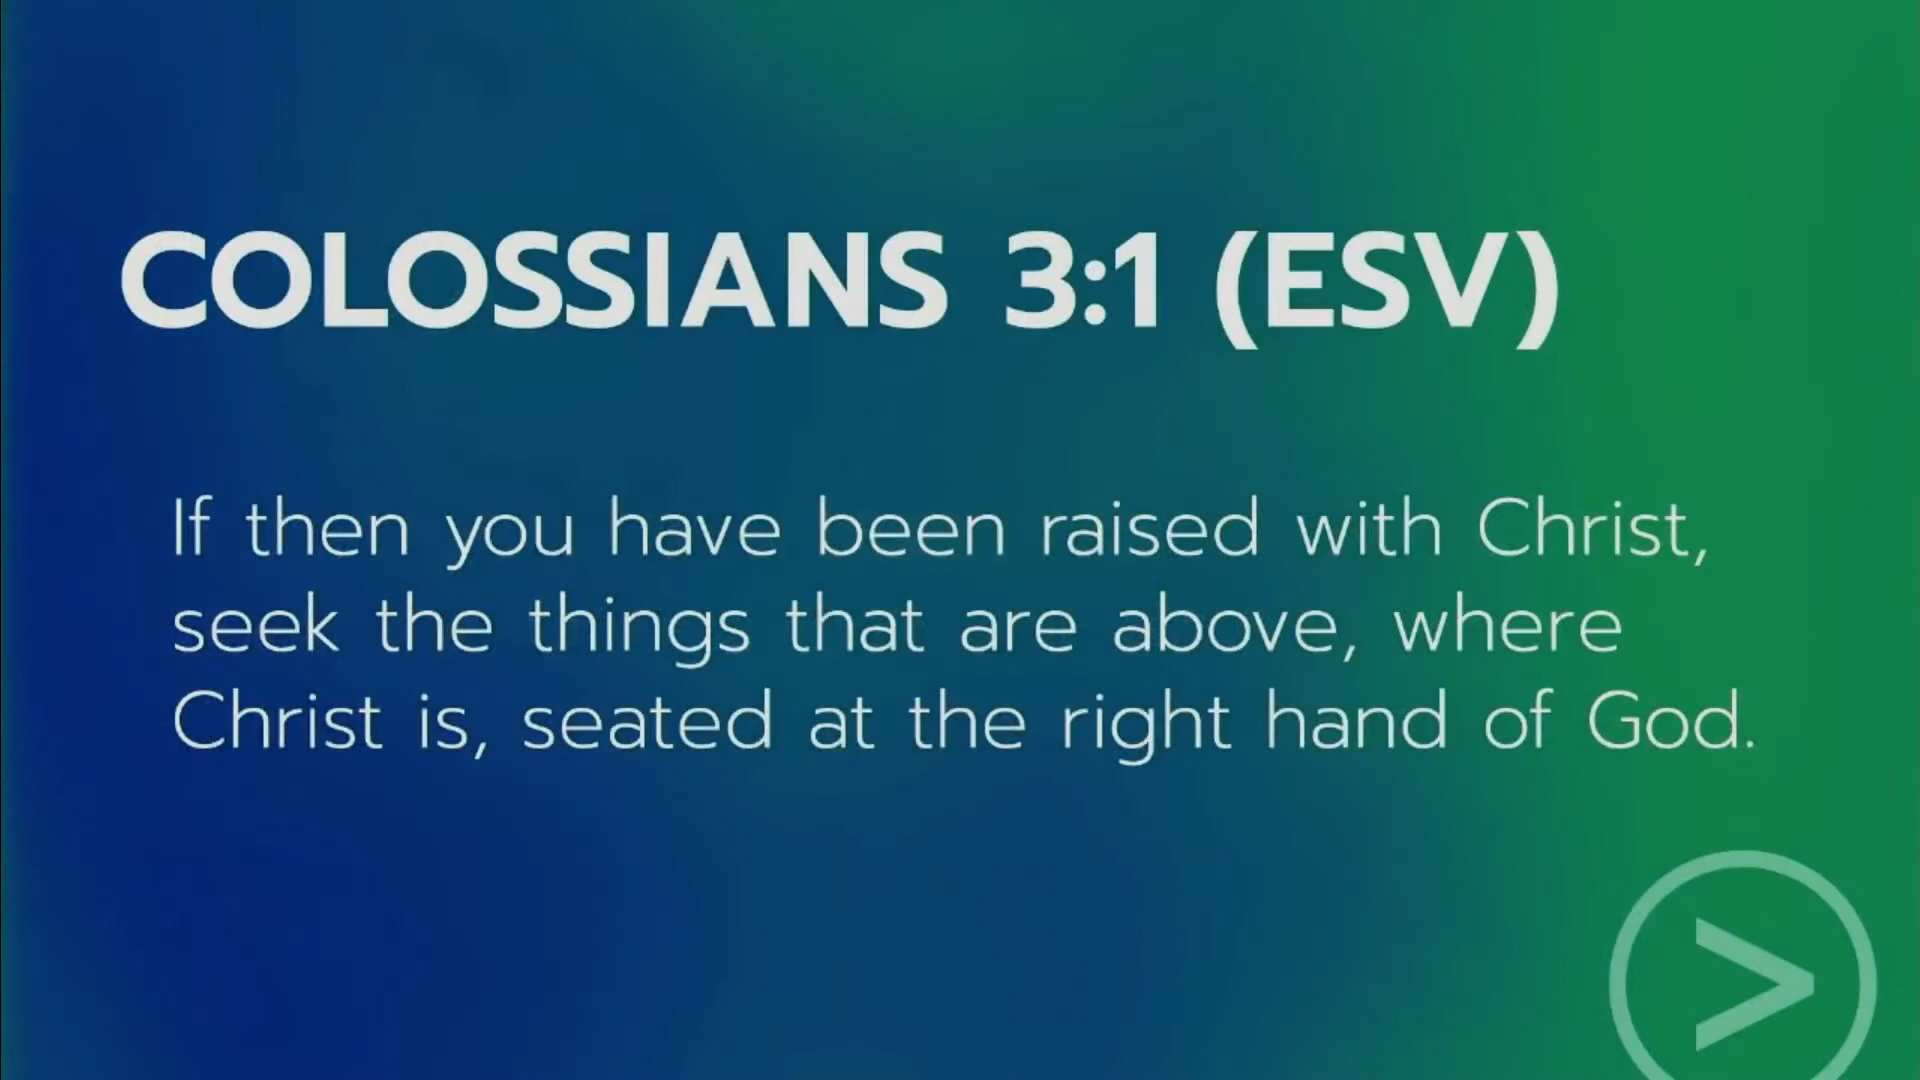 COLOSSIANS 3:1 (ESV)
If then you have been raised with Christ,
seek the things that are above, where
Christ is, seated at the right hand of God.